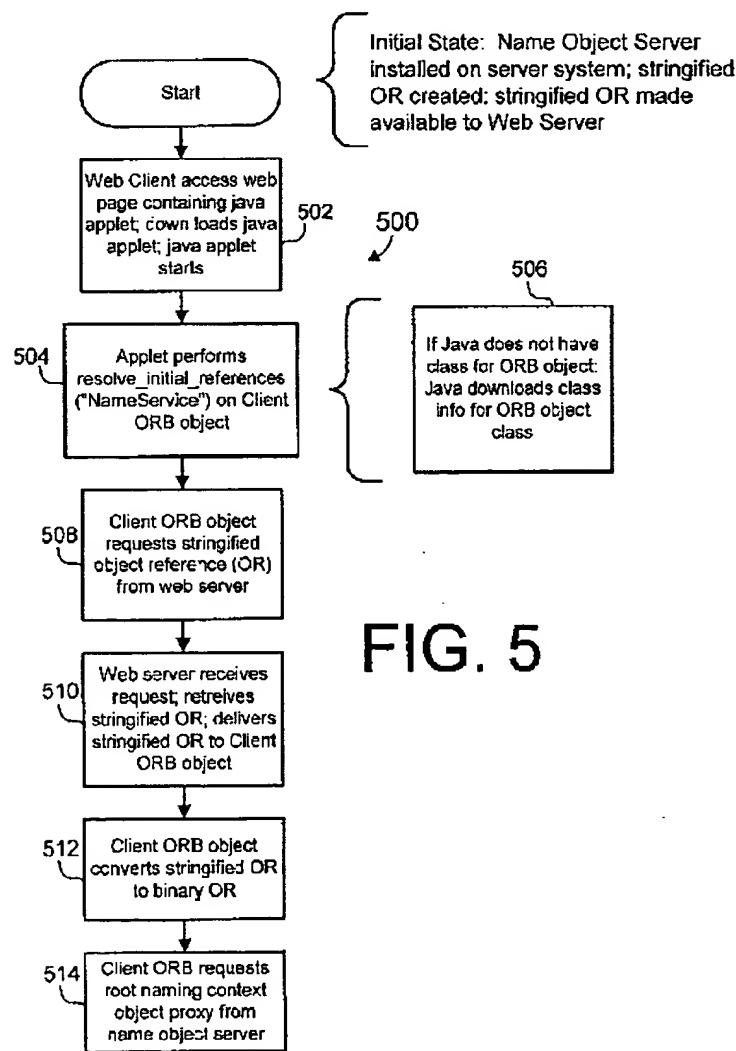 Initial State: Name Object Server
installed on server system; stringified
OR created: stringified OR made
available to Web Server
Start
Web Client access web
page containing java
applet; down loads java
applet; java applet
starts
502
500
504
Applet performs
resolve_initial_references
("NameService") on Client
ORB object
506
If Java does not have
class for ORB object:
Java downloads class
info for ORB object
class
508
Client ORB object
requests stringified
object reference (OR)
from web server
FIG. 5
510
Web server receives
request; retreives
stringified OR; delivers
stringified OR to Client
ORB object
512
Client ORB object
converts stringified OR
to binary OR
514
Client ORB requests
root naming context
object proxy from
name object server